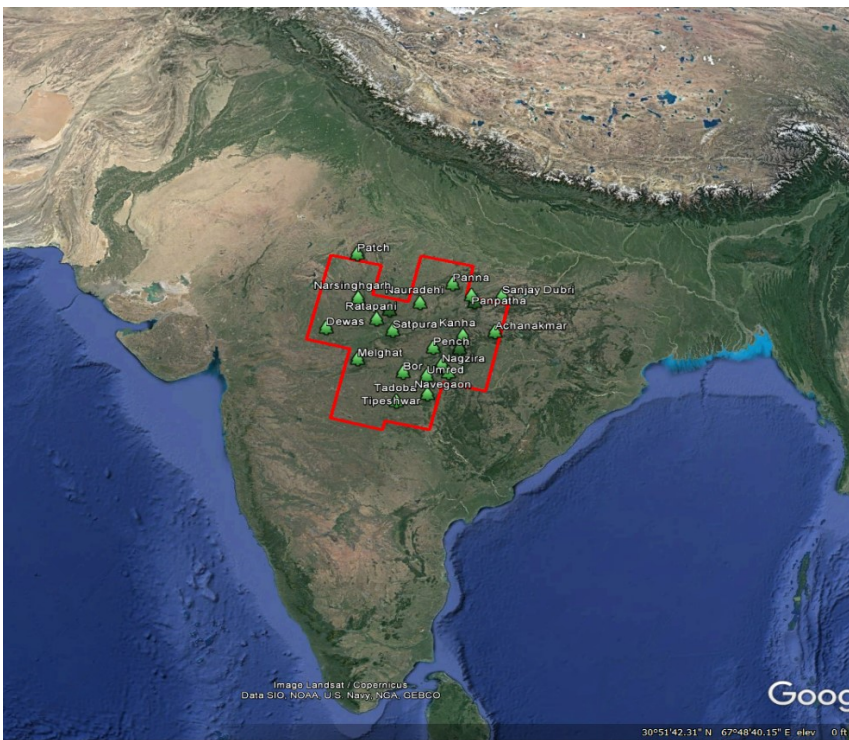 Patch
Panna
Narsinghgarh
Nauradehi
Sanjay Dubri
Panpatha
Ratapani
Dewas
Satpura
Kanha
Achanakmar
Pench
Melghat
Nagzira
Bor
Umred
Tadoba
Navegaon
Tipeshwar
Image Landsat / Copernicus
Data SIO, NOAA, U.S. Navy, NGA, GEBCO
Goog
30°51'42.31" N 67°48'40.15" E elev 0 ft